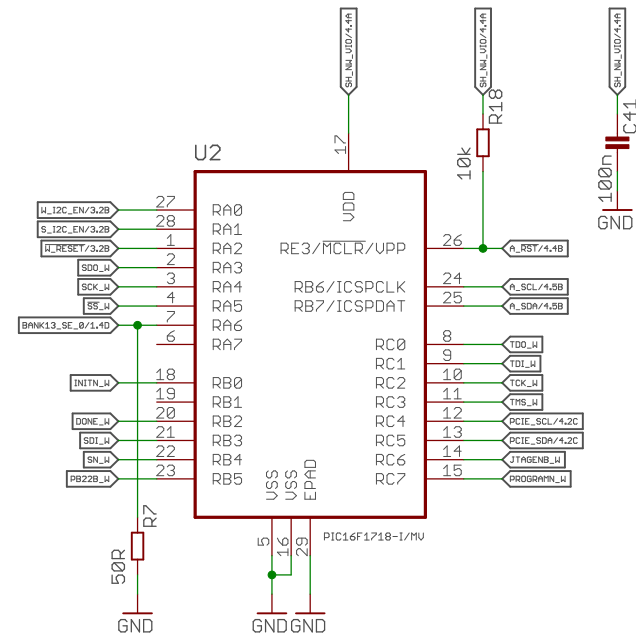 SH_NW_VIO/4.4A
SH_NW_VIO/4.4A
SH_NW_VIO/4.4A
R18
10k
C41
100n
GND
U2
17
VDD
W_I2C_EN/3.2B 27 RA0
S_I2C_EN/3.2B 28 RA1
W_RESET/3.2B 1 RA2
RE3/MCLR/VPP 26 A_RST/4.4B
SDO_W 2 RA3
SCK_W 3 RA4
RB6/ICSPCLK 24 A_SCL/4.5B
SS_W 4 RA5
RB7/ICSPDAT 25 A_SDA/4.5B
BANK13_SE_0/1.4D 7 RA6
6 RA7
RC0 8 TDO_W
RC1 9 TDI_W
INITN_W 18 RB0
RC2 10 TCK_W
19 RB1
RC3 11 TMS_W
DONE_W 20 RB2
RC4 12 PCIE_SCL/4.2C
SDI_W 21 RB3
RC5 13 PCIE_SDA/4.2C
SN_W 22 RB4
RC6 14 JTAGENB_W
PB22B_W 23 RB5
RC7 15 PROGRAMN_W
VSS
VSS
EPAD
5
16
29
PIC16F1718-I/MV
R7
50R
GND
GND
GND